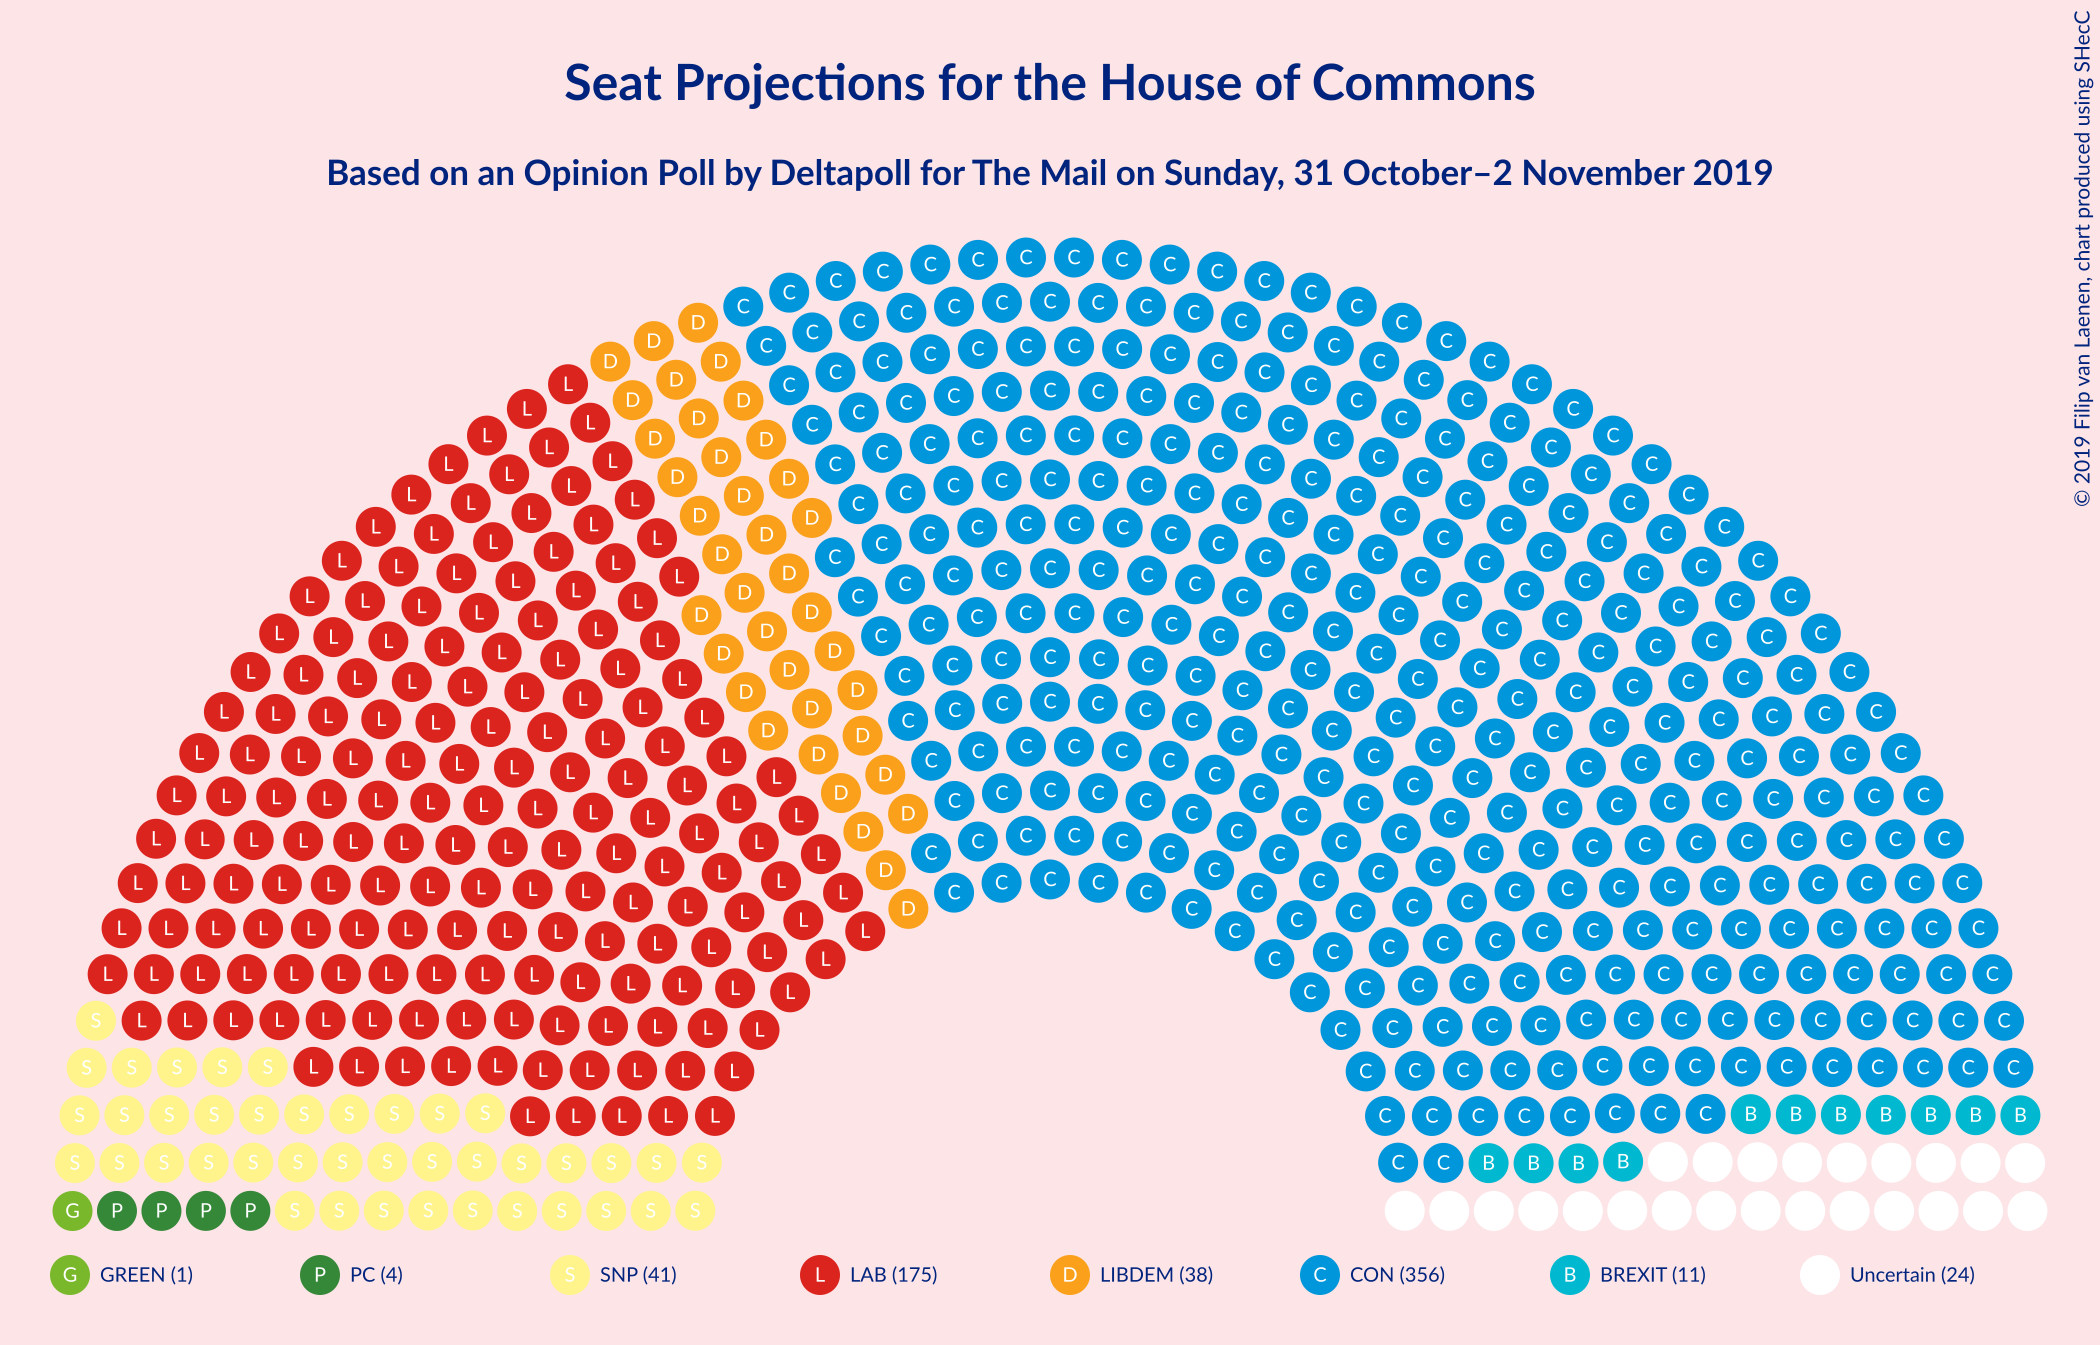 Seat Projections for the House of Commons
Based on an Opinion Poll by Deltapoll for The Mail on Sunday, 31 October–2 November 2019
© 2019 Filip van Laenen, chart produced using SHecC
G GREEN (1)
P PC (4)
S SNP (41)
L LAB (175)
D LIBDEM (38)
C CON (356)
B BREXIT (11)
Uncertain (24)